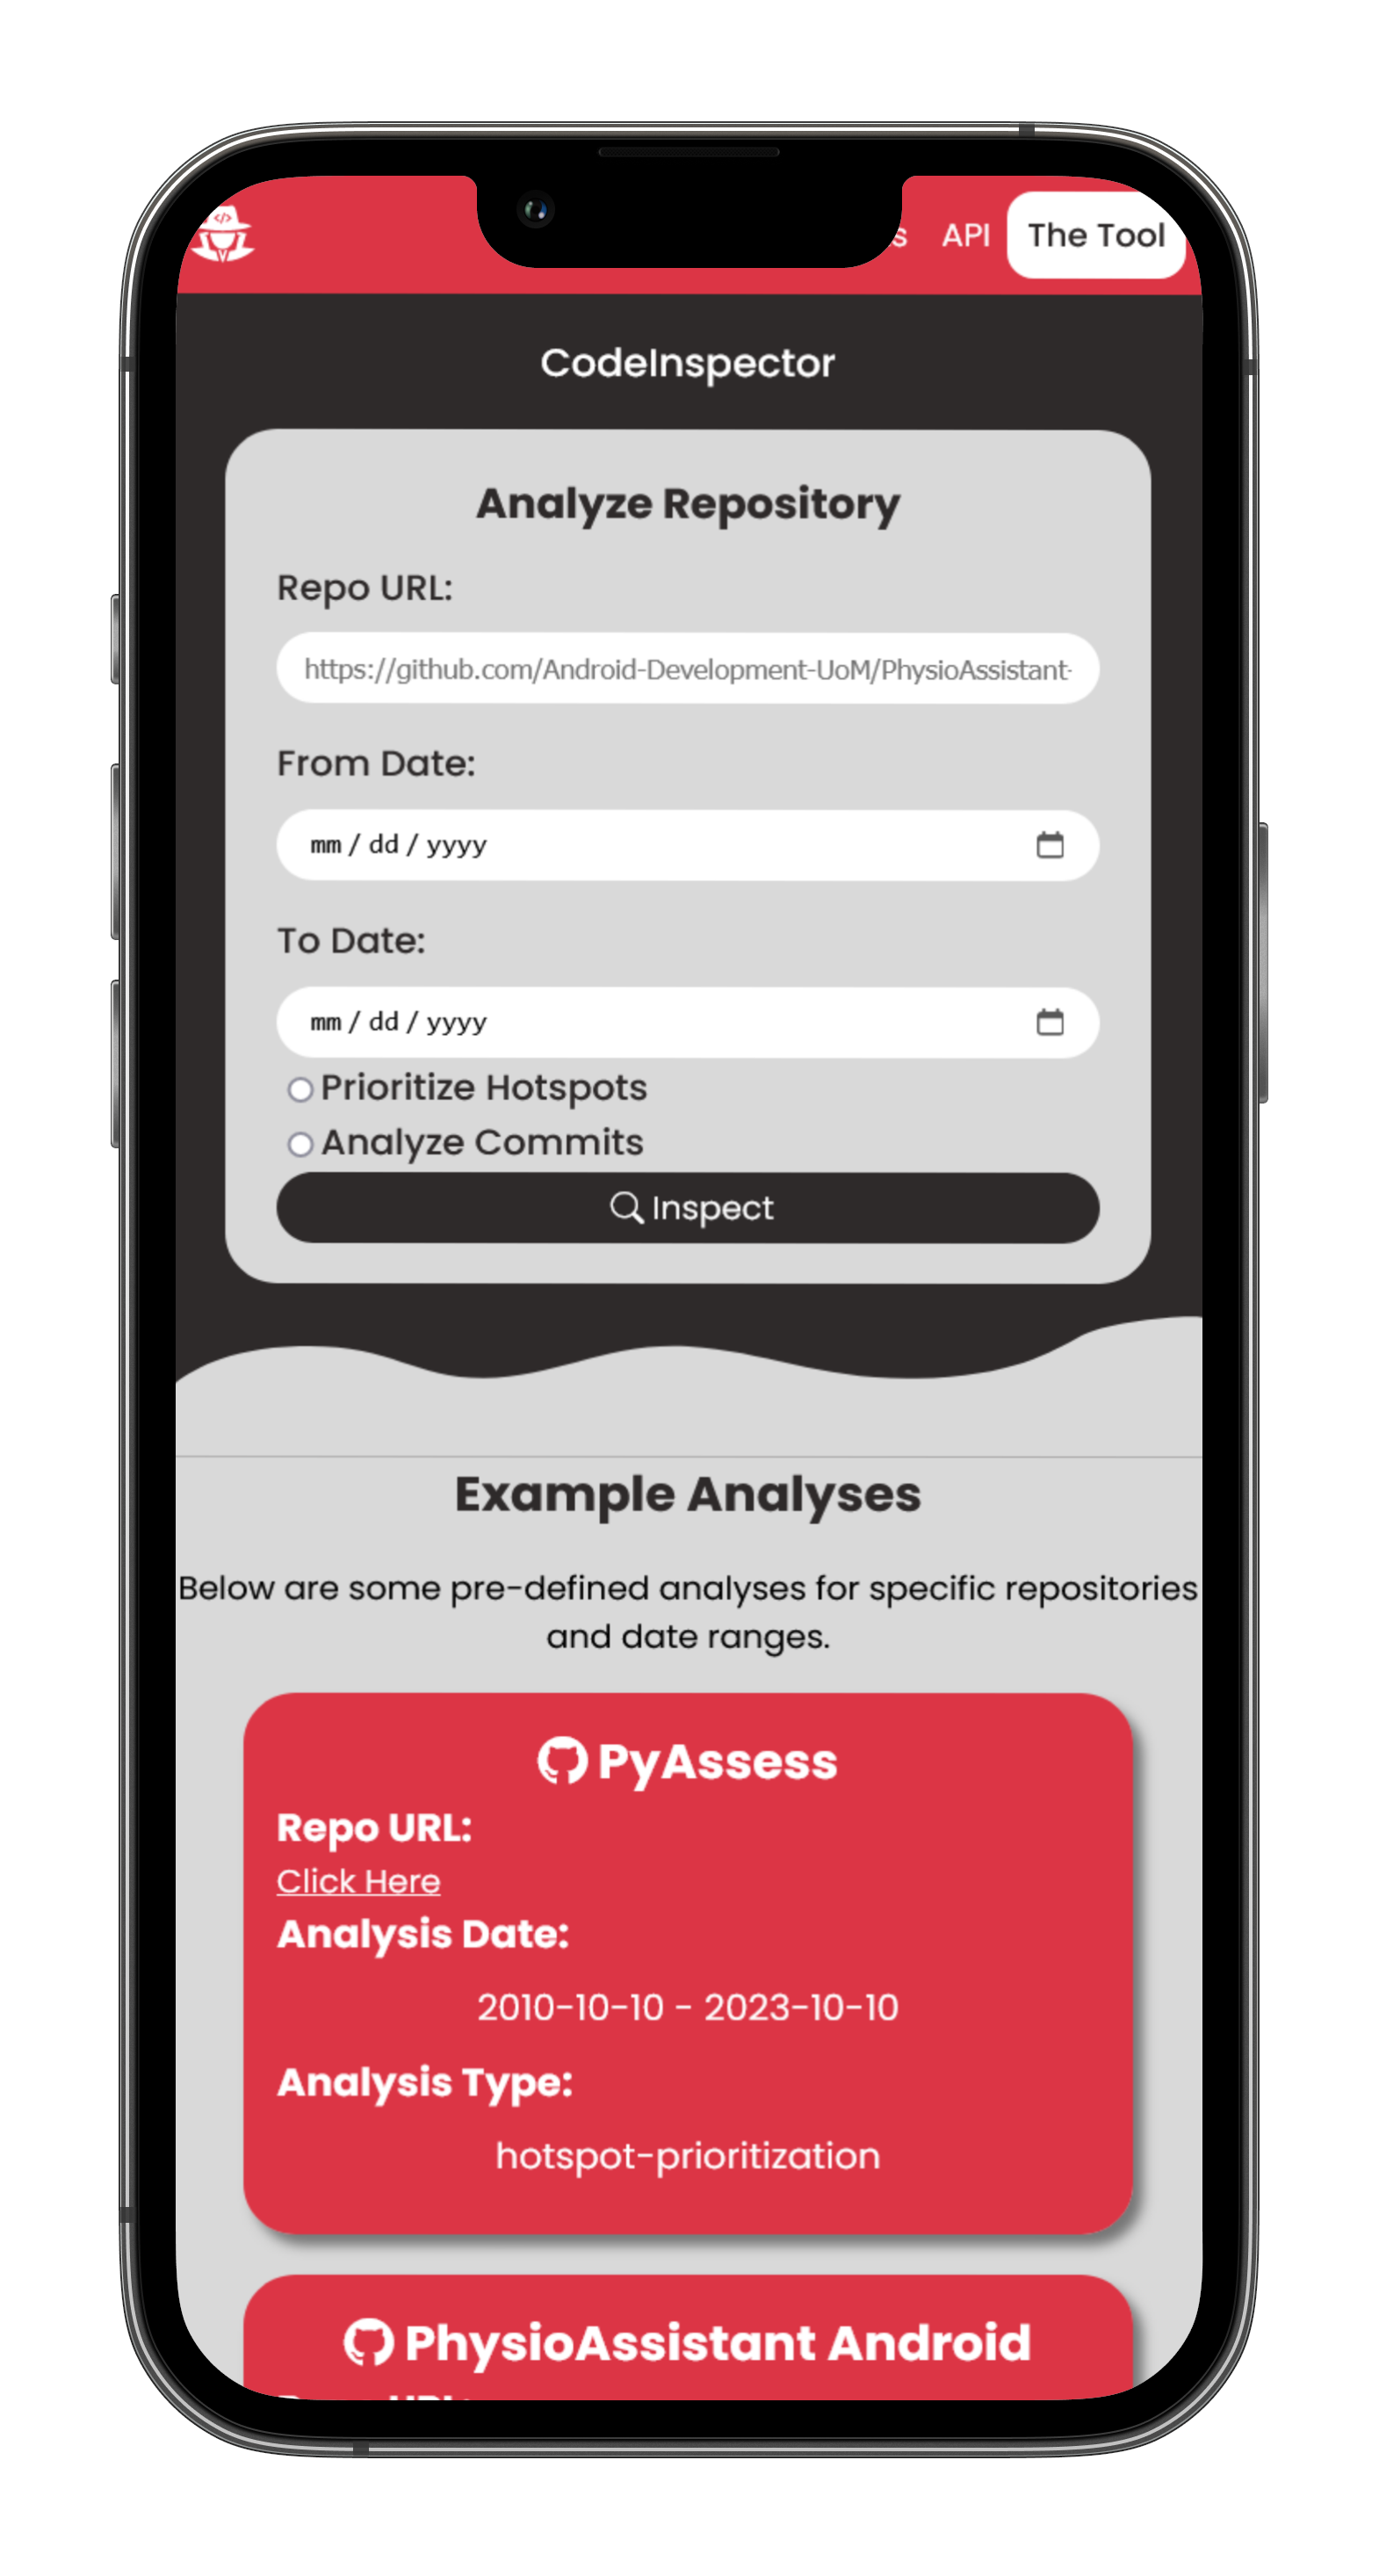 API The Tool
CodeInspector
Analyze Repository
Repo URL:
https://github.com/Android-Development-UoM/PhysioAssistant-
From Date:
mm / dd / yyyy
To Date:
mm / dd / yyyy
Prioritize Hotspots
Analyze Commits
Inspect
Example Analyses
Below are some pre-defined analyses for specific repositories
and date ranges.
PyAssess
Repo URL:
Click Here
Analysis Date:
2010-10-10 - 2023-10-10
Analysis Type:
hotspot-prioritization
PhysioAssistant Android